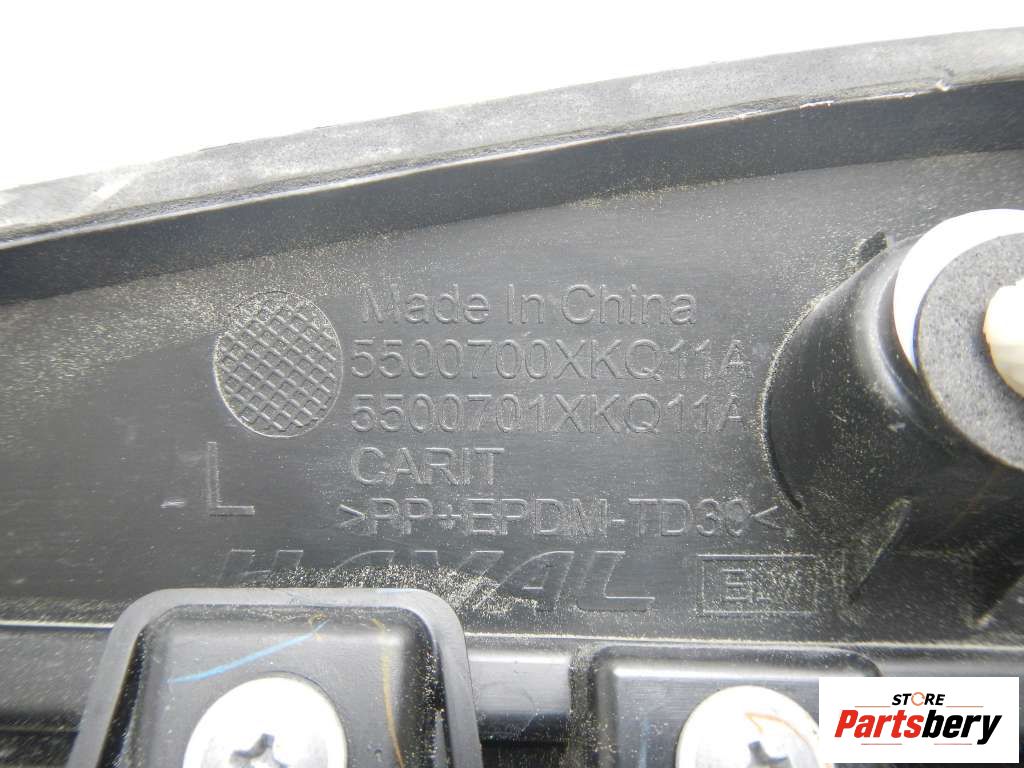 Made In China
5500700XKQ11A
5500701XKQ11A
L
CARIT
>PP+EPDM-TD30<
HAVAL
STORE
Partsbery